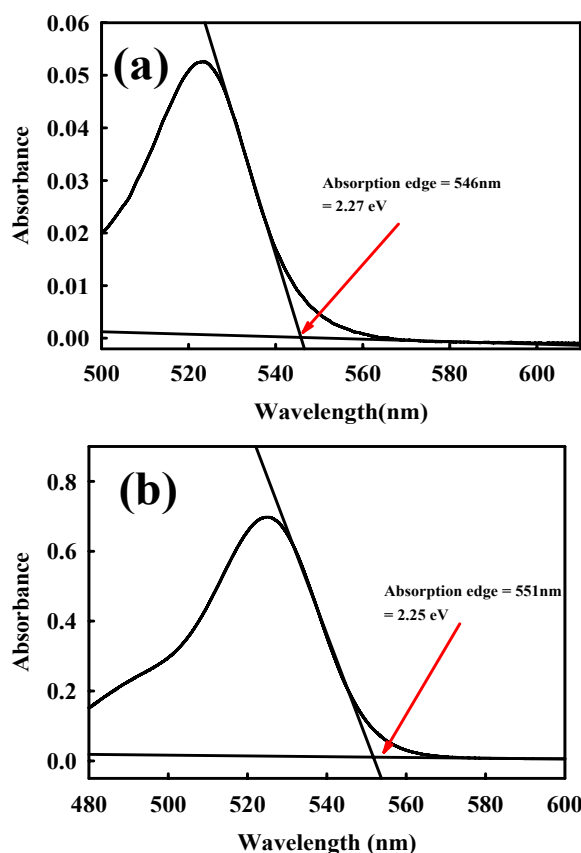 (a)
0.06
0.05
0.04
0.03
0.02
0.01
0.00
Absorbance
Absorption edge = 546nm
= 2.27 eV
500 520 540 560 580 600
Wavelength(nm)
(b)
0.8
0.6
0.4
0.2
0.0
Absorbance
Absorption edge = 551nm
= 2.25 eV
480 500 520 540 560 580 600
Wavelength (nm)